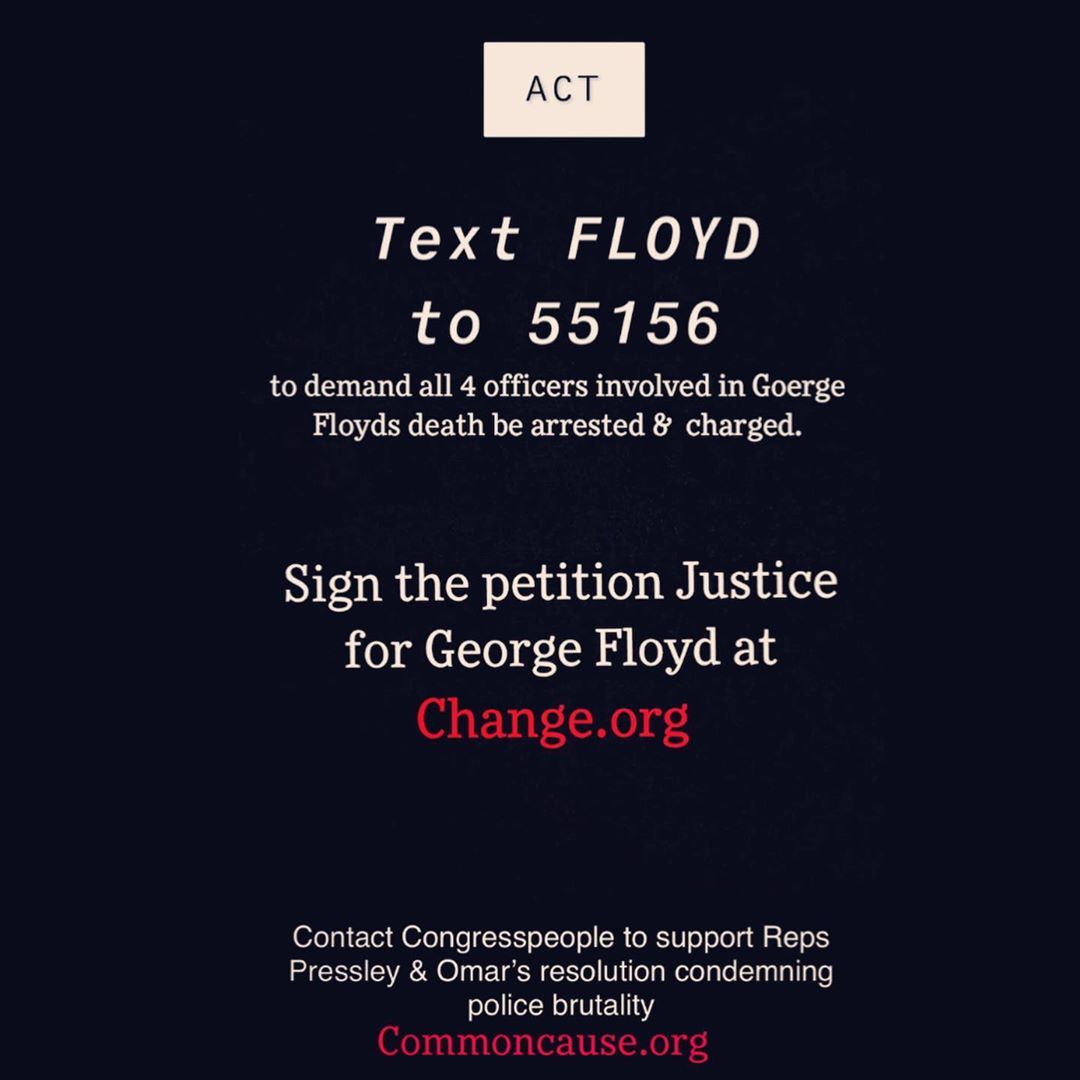 ACT
Text FLOYD
to 55156
to demand all 4 officers involved in Goerge
Floyds death be arrested & charged.
Sign the petition Justice
for George Floyd at
Change.org
Contact Congresspeople to support Reps
Pressley & Omar’s resolution condemning
police brutality
Commoncause.org